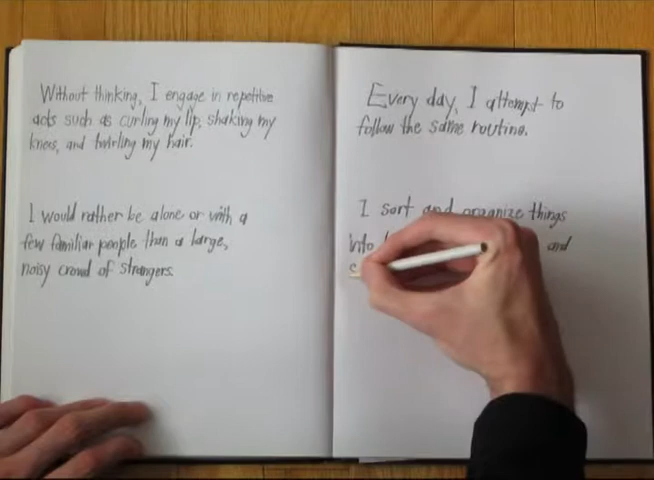 Without thinking, I engage in repetitive
acts such as curling my lip, shaking my
knees, and twirling my hair.
I would rather be alone or with a
few familiar people than a large,
noisy crowd of strangers.
Every day, I attempt to
follow the same routine.
I sort and organize things
into and